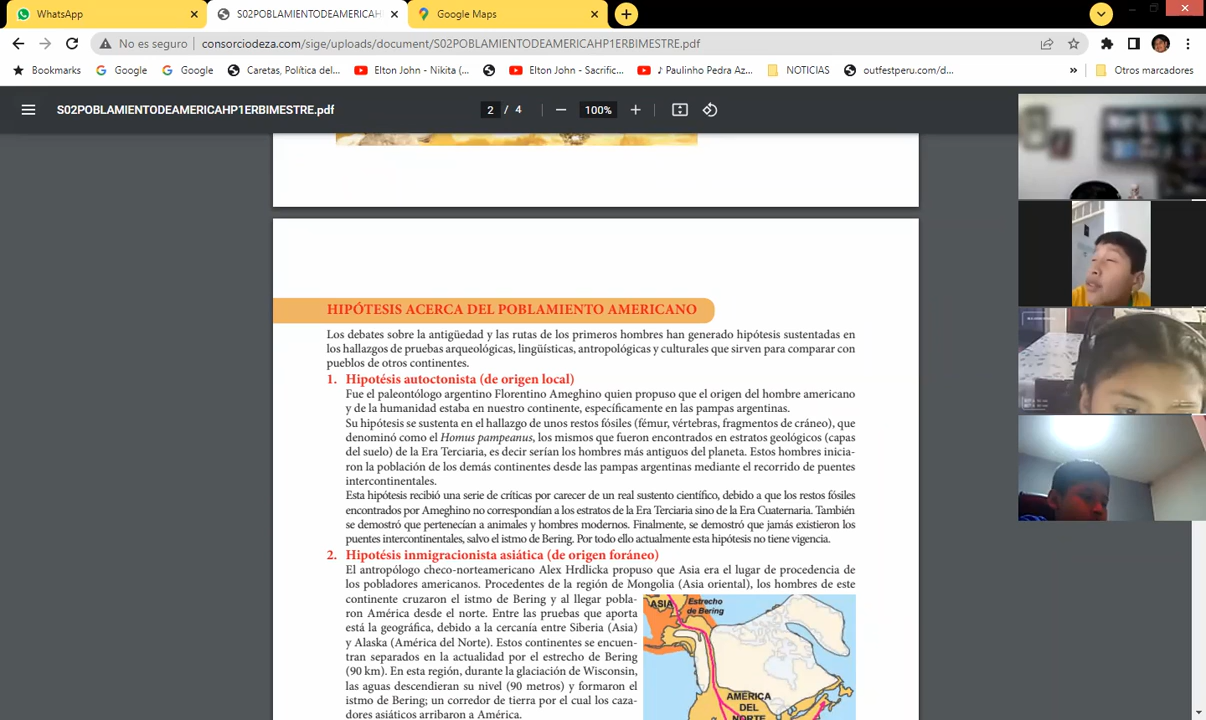 WhatsApp
S02POBLAMIENTODEAMERICAH
Google Maps
No es seguro
consorciodeza.com/sige/uploads/document/S02POBLAMIENTODEAMERICAHP1ERBIMESTRE.pdf
Bookmarks
Google
Google
Caretas, Política del...
Elton John - Nikita (...
Elton John - Sacrific...
♪ Paulinho Pedra Az...
NOTICIAS
outfestperu.com/d...
»
Otros marcadores
S02POBLAMIENTODEAMERICAHP1ERBIMESTRE.pdf
2 / 4
100%
HIPÓTESIS ACERCA DEL POBLAMIENTO AMERICANO
Los debates sobre la antigüedad y las rutas de los primeros hombres han generado hipótesis sustentadas en
los hallazgos de pruebas arqueológicas, lingüísticas, antropológicas y culturales que sirven para comparar con
pueblos de otros continentes.
1. Hipotésis autoctonista (de origen local)
Fue el paleontólogo argentino Florentino Ameghino quien propuso que el origen del hombre americano
y de la humanidad estaba en nuestro continente, específicamente en las pampas argentinas.
Su hipótesis se sustenta en el hallazgo de unos restos fósiles (fémur, vértebras, fragmentos de cráneo), que
denominó como el Homus pampeanus, los mismos que fueron encontrados en estratos geológicos (capas
del suelo) de la Era Terciaria, es decir serían los hombres más antiguos del planeta. Estos hombres inicia-
ron la población de los demás continentes desde las pampas argentinas mediante el recorrido de puentes
intercontinentales.
Esta hipótesis recibió una serie de críticas por carecer de un real sustento científico, debido a que los restos fósiles
encontrados por Ameghino no correspondían a los estratos de la Era Terciaria sino de la Era Cuaternaria. También
se demostró que pertenecían a animales y hombres modernos. Finalmente, se demostró que jamás existieron los
puentes intercontinentales, salvo el istmo de Bering. Por todo ello actualmente esta hipótesis no tiene vigencia.
2. Hipotésis inmigracionista asiática (de origen foráneo)
El antropólogo checo-norteamericano Alex Hrdlicka propuso que Asia era el lugar de procedencia de
los pobladores americanos. Procedentes de la región de Mongolia (Asia oriental), los hombres de este
continente cruzaron el istmo de Bering y al llegar pobla-
ron América desde el norte. Entre las pruebas que aporta
está la geográfica, debido a la cercanía entre Siberia (Asia)
y Alaska (América del Norte). Estos continentes se encuen-
tran separados en la actualidad por el estrecho de Bering
(90 km). En esta región, durante la glaciación de Wisconsin,
las aguas descendieran su nivel (90 metros) y formaron el
istmo de Bering; un corredor de tierra por el cual los caza-
dores asiáticos arribaron a América.
ASIA
Estrecho
de Bering
AMÉRICA
DEL
NORTE